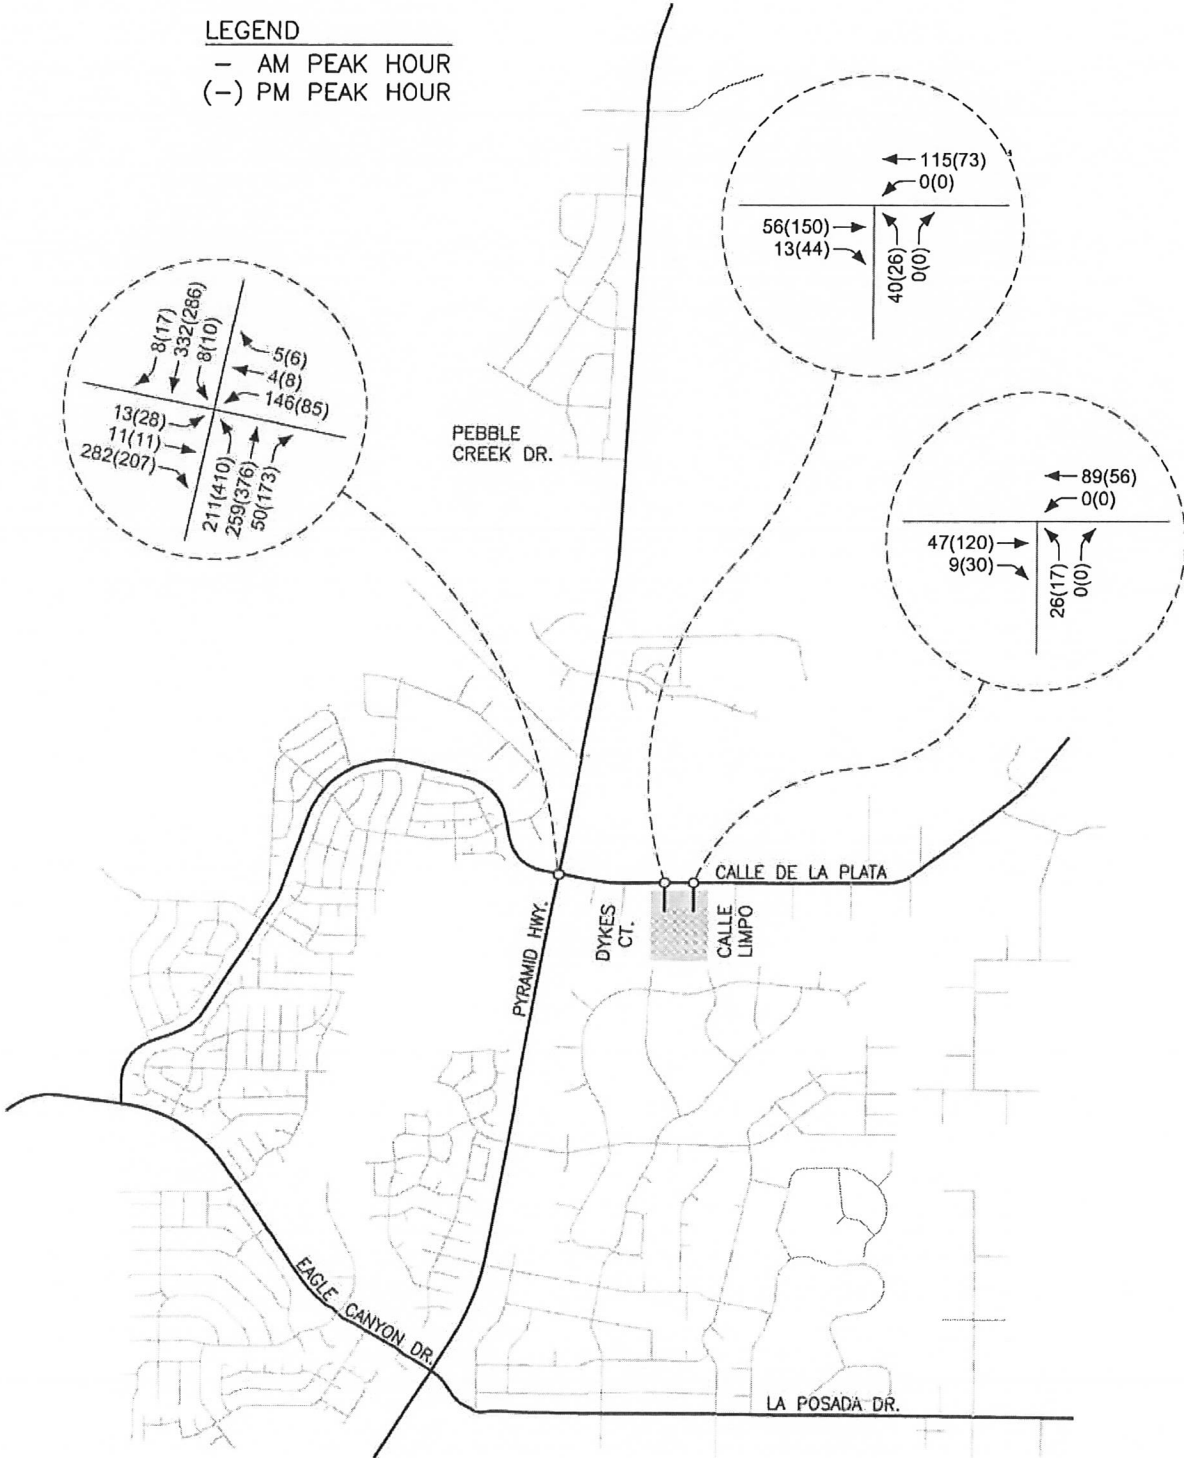 LEGEND
- AM PEAK HOUR
(-) PM PEAK HOUR
115(73)
0(0)
56(150)
13(44)
40(26)
0(0)
8(17)
332(286)
8(10)
5(6)
4(8)
146(85)
13(28)
11(11)
282(207)
211(410)
259(376)
50(173)
PEBBLE
CREEK DR.
89(56)
0(0)
47(120)
9(30)
26(17)
0(0)
CALLE DE LA PLATA
PYRAMID HWY.
DYKES
CT.
CALLE
LIMPO
EAGLE CANYON DR.
LA POSADA DR.